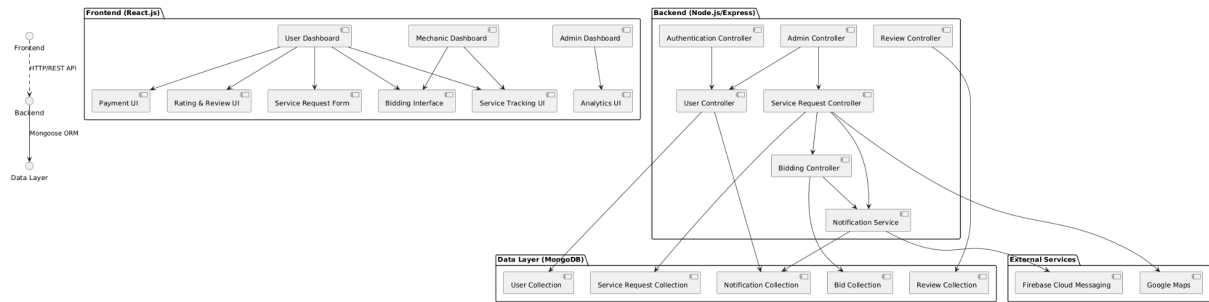 Frontend (React.js)
User Dashboard
Mechanic Dashboard
Admin Dashboard
Payment UI
Rating & Review UI
Service Request Form
Bidding Interface
Service Tracking UI
Analytics UI
Backend (Node.js/Express)
Authentication Controller
Admin Controller
Review Controller
User Controller
Service Request Controller
Bidding Controller
Notification Service
Frontend
HTTP/REST API
Backend
Mongoose ORM
Data Layer
Data Layer (MongoDB)
User Collection
Service Request Collection
Notification Collection
Bid Collection
Review Collection
External Services
Firebase Cloud Messaging
Google Maps